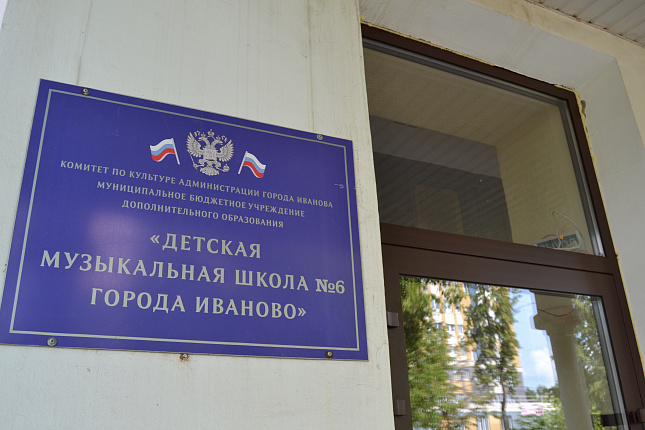 КОМИТЕТ ПО КУЛЬТУРЕ АДМИНИСТРАЦИИ ГОРОДА ИВАНОВА
МУНИЦИПАЛЬНОЕ БЮДЖЕТНОЕ УЧРЕЖДЕНИЕ
ДОПОЛНИТЕЛЬНОГО ОБРАЗОВАНИЯ
«ДЕТСКАЯ
МУЗЫКАЛЬНАЯ ШКОЛА №6
ГОРОДА ИВАНОВО»